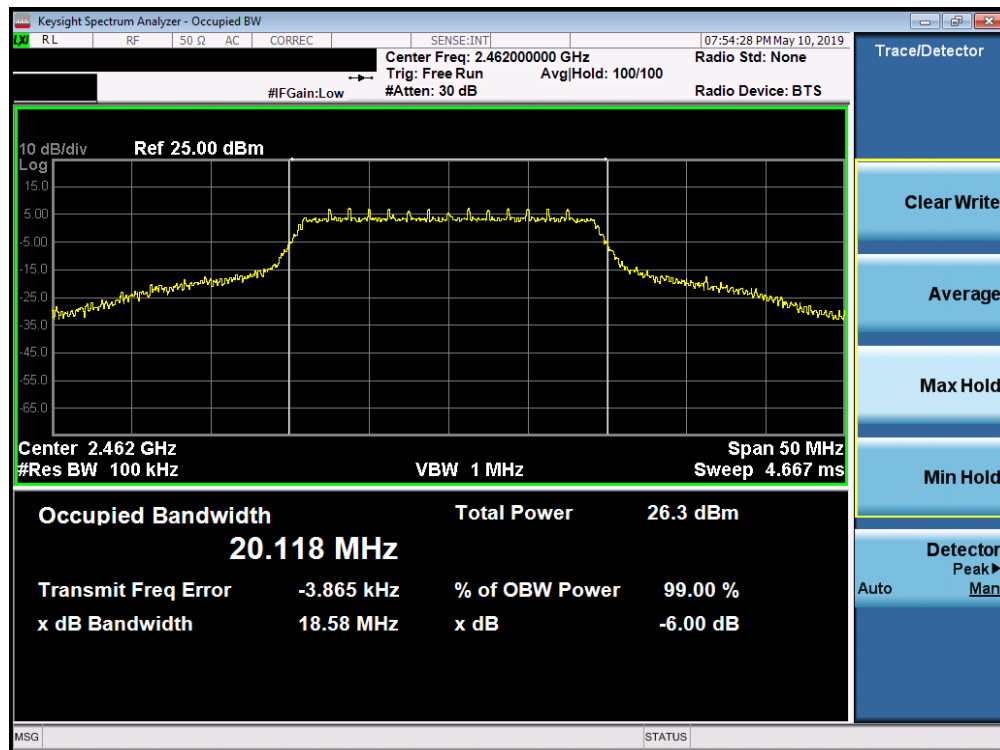 Keysight Spectrum Analyzer - Occupied BW
LXI RL RF 50 Ω AC CORREC SENSE:INT 07:54:28 PM May 10, 2019
Center Freq: 2.462000000 GHz Radio Std: None
Trig: Free Run Avg|Hold: 100/100
#IFGain:Low #Atten: 30 dB Radio Device: BTS
10 dB/div Ref 25.00 dBm
Log
15.0
5.00
-5.00
-15.0
-25.0
-35.0
-45.0
-55.0
-65.0
Center 2.462 GHz Span 50 MHz
#Res BW 100 kHz VBW 1 MHz Sweep 4.667 ms
Occupied Bandwidth Total Power 26.3 dBm
20.118 MHz
Transmit Freq Error -3.865 kHz % of OBW Power 99.00 %
x dB Bandwidth 18.58 MHz x dB -6.00 dB
MSG STATUS
Trace/Detector
Clear Write
Average
Max Hold
Min Hold
Detector
Peak▶
Auto Man